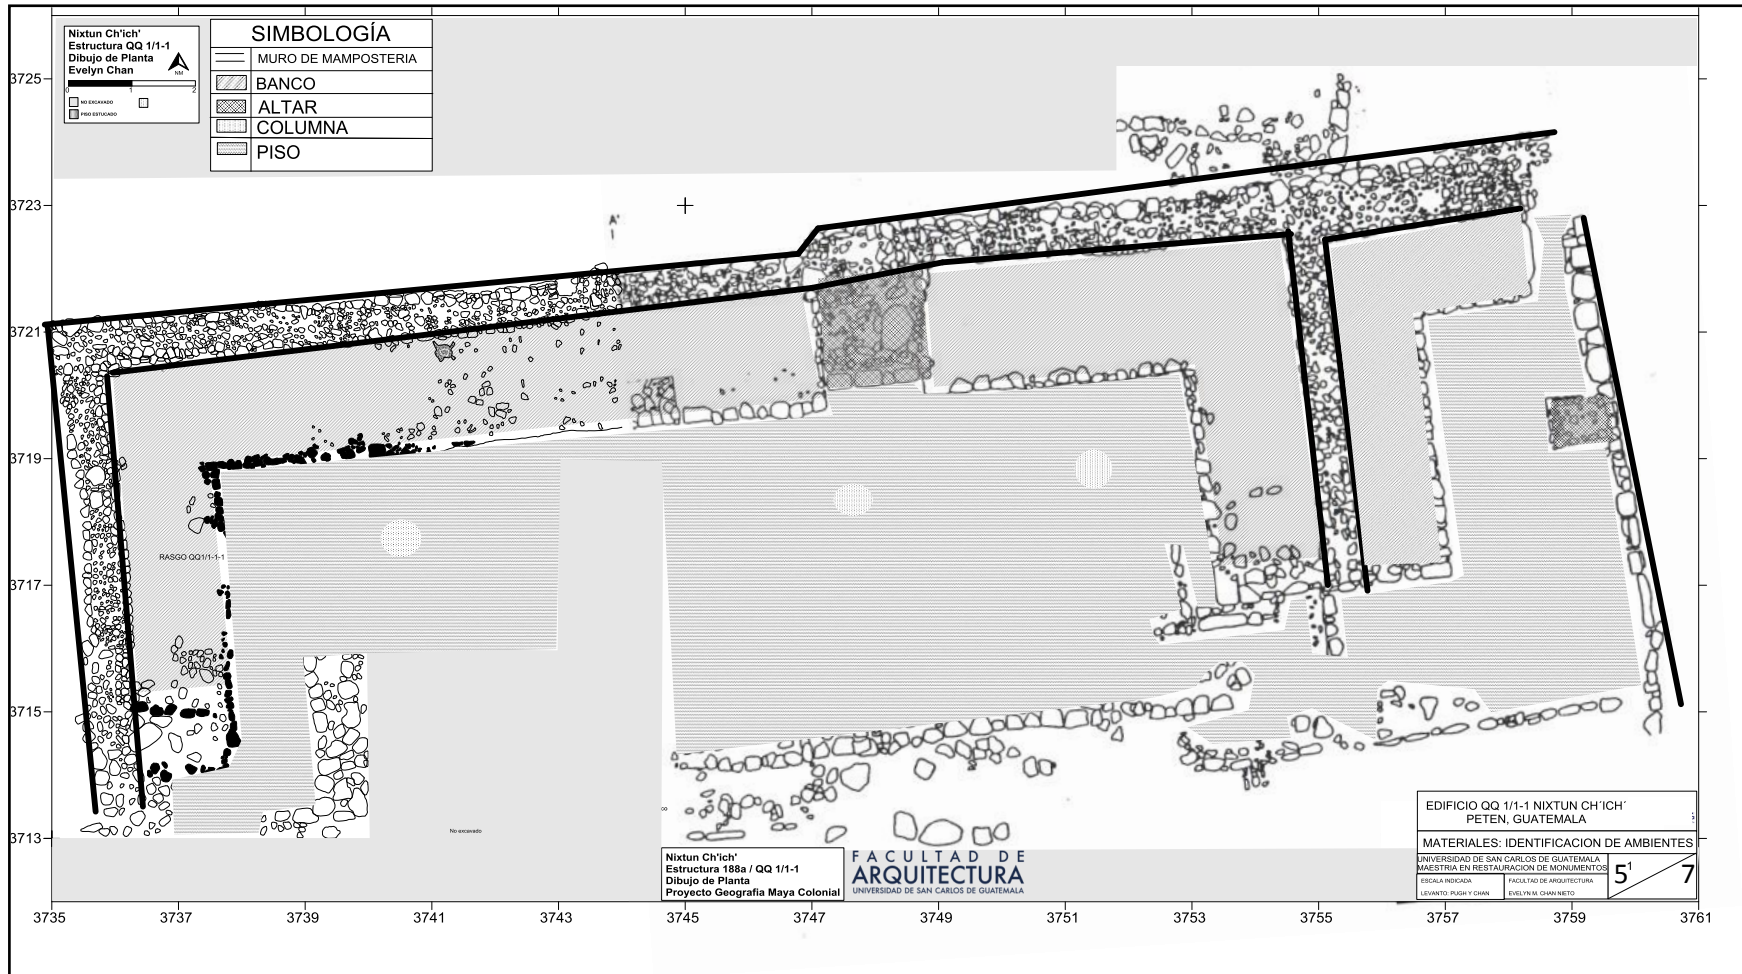 Nixtun Ch'ich'
Estructura QQ 1/1-1
Dibujo de Planta
Evelyn Chan
NM
0 1 2
NO EXCAVADO
PISO ESTUCADO
SIMBOLOGÍA
MURO DE MAMPOSTERIA
BANCO
ALTAR
COLUMNA
PISO
3725
3723
3721
3719
3717
3715
3713
A'
RASGO QQ1/1-1-1
No excavado
Nixtun Ch'ich'
Estructura 188a / QQ 1/1-1
Dibujo de Planta
Proyecto Geografia Maya Colonial
FACULTAD DE
ARQUITECTURA
UNIVERSIDAD DE SAN CARLOS DE GUATEMALA
EDIFICIO QQ 1/1-1 NIXTUN CH´ICH´
PETEN, GUATEMALA
MATERIALES: IDENTIFICACION DE AMBIENTES
UNIVERSIDAD DE SAN CARLOS DE GUATEMALA
MAESTRIA EN RESTAURACION DE MONUMENTOS
ESCALA INDICADA
FACULTAD DE ARQUITECTURA
LEVANTO: PUGH Y CHAN
EVELYN M. CHAN NIETO
5¹ 7
3735 3737 3739 3741 3743 3745 3747 3749 3751 3753 3755 3757 3759 3761